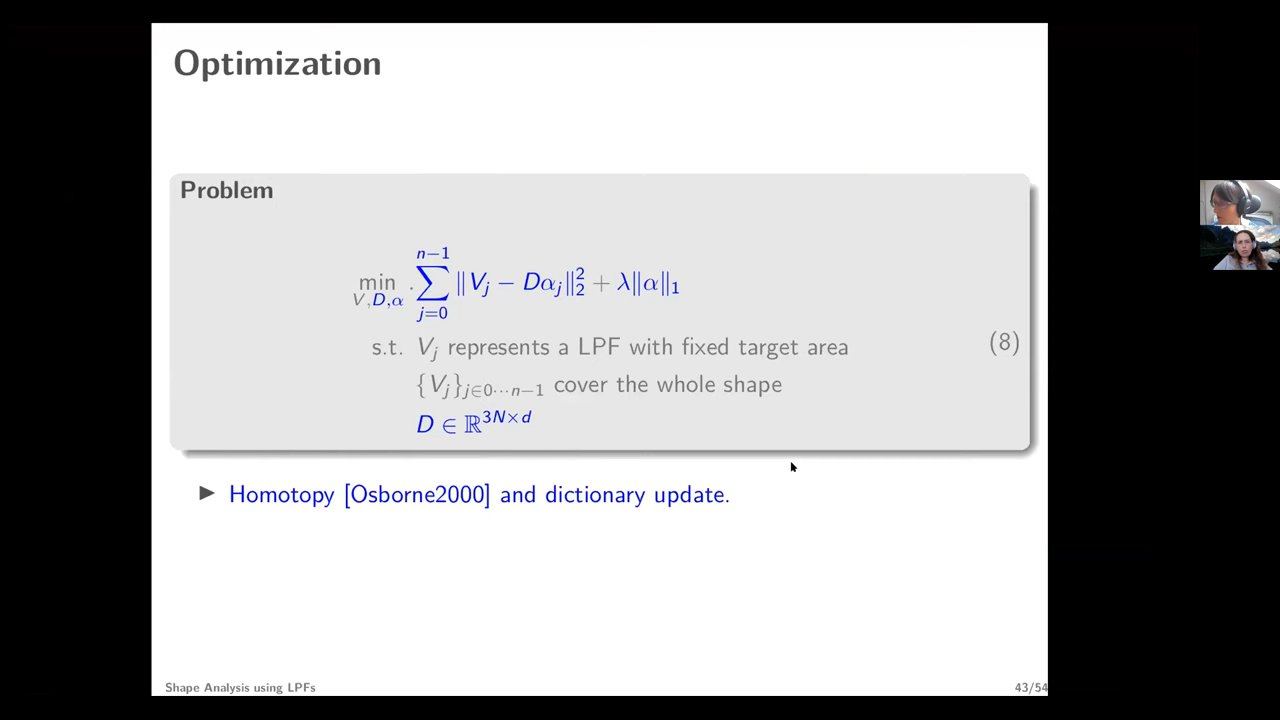 Optimization
Problem
min_{V,D,α} . \sum_{j=0}^{n−1} ‖V_j − Dα_j‖_2^2 + λ‖α‖_1
s.t. V_j represents a LPF with fixed target area (8)
{V_j}_{j∈0⋯n−1} cover the whole shape
D ∈ ℝ^{3N×d}
▶ Homotopy [Osborne2000] and dictionary update.
Shape Analysis using LPFs 43/54